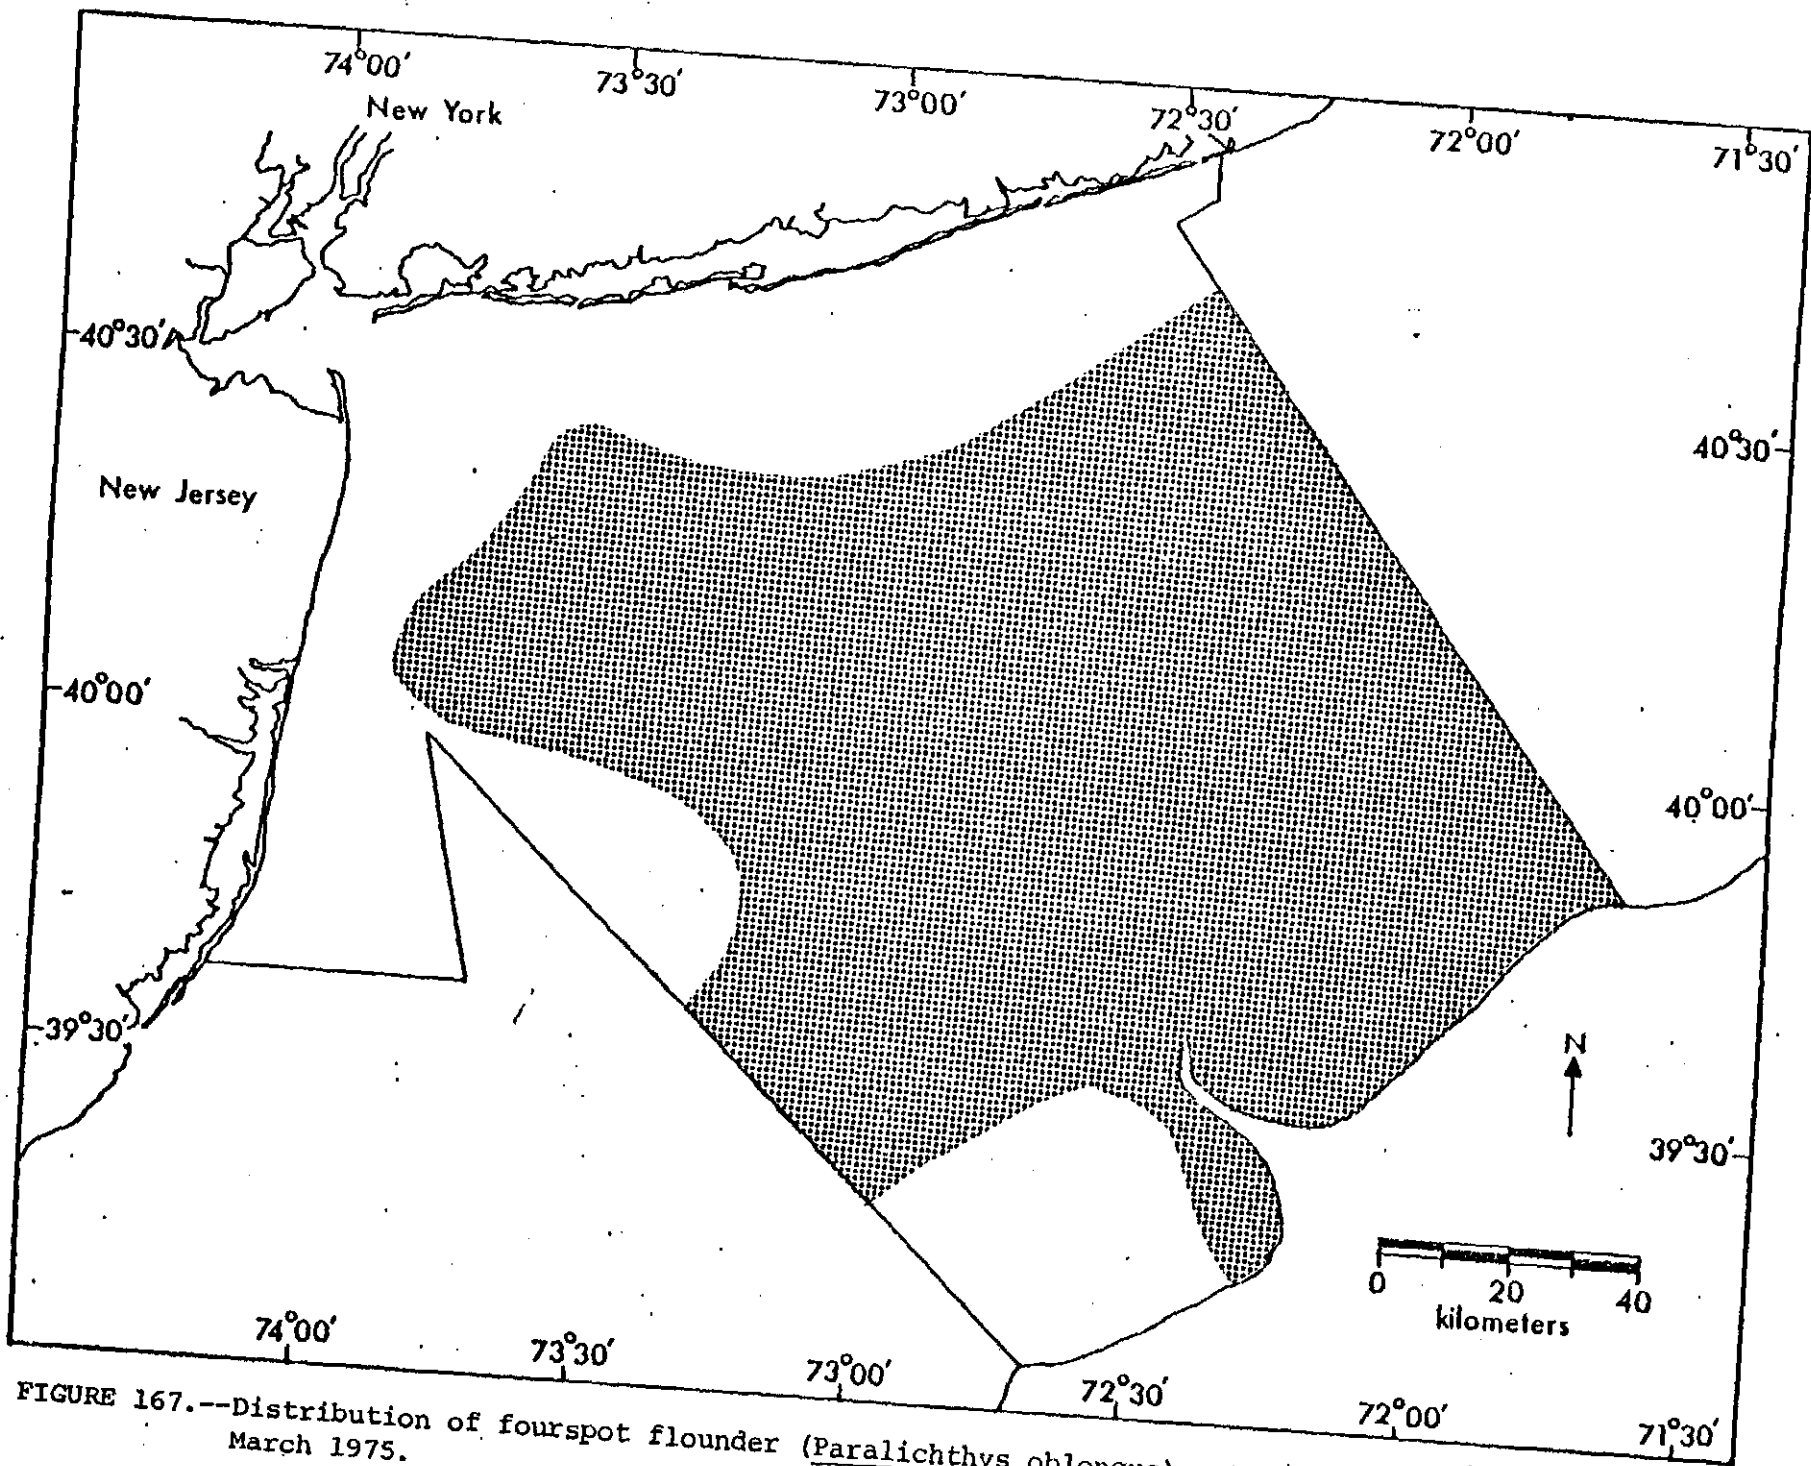 74°00'
73°30'
73°00'
72°30'
72°00'
71°30'
New York
40°30'
40°30'
New Jersey
40°00'
40°00'
N
39°30'
39°30'
0 20 40
kilometers
74°00'
73°30'
73°00'
72°30'
72°00'
71°30'
FIGURE 167.--Distribution of fourspot flounder (Paralichthys
March 1975.